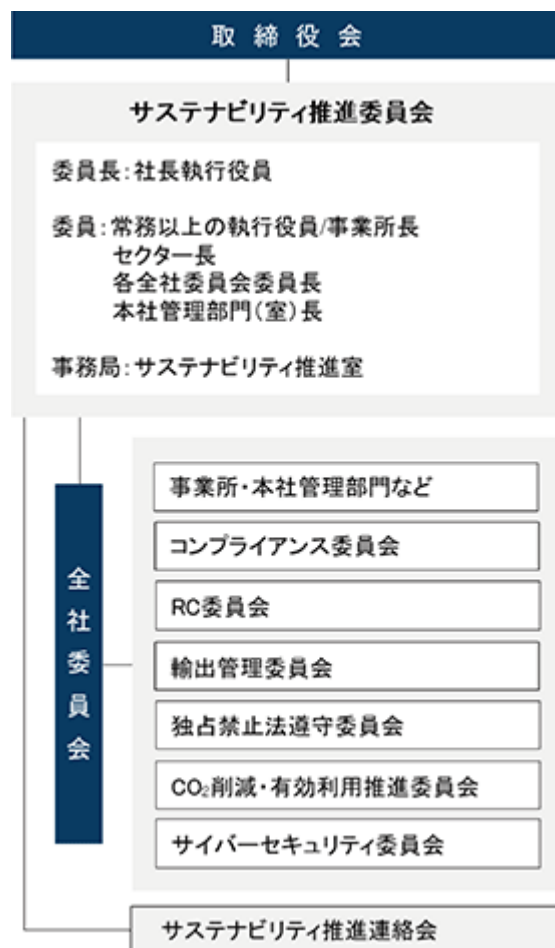 取締役会
サステナビリティ推進委員会
委員長：社長執行役員
委員：常務以上の執行役員/事業所長
セクター長
各全社委員会委員長
本社管理部門（室）長
事務局：サステナビリティ推進室
全社委員会
事業所・本社管理部門など
コンプライアンス委員会
RC委員会
輸出管理委員会
独占禁止法遵守委員会
CO₂削減・有効利用推進委員会
サイバーセキュリティ委員会
サステナビリティ推進連絡会